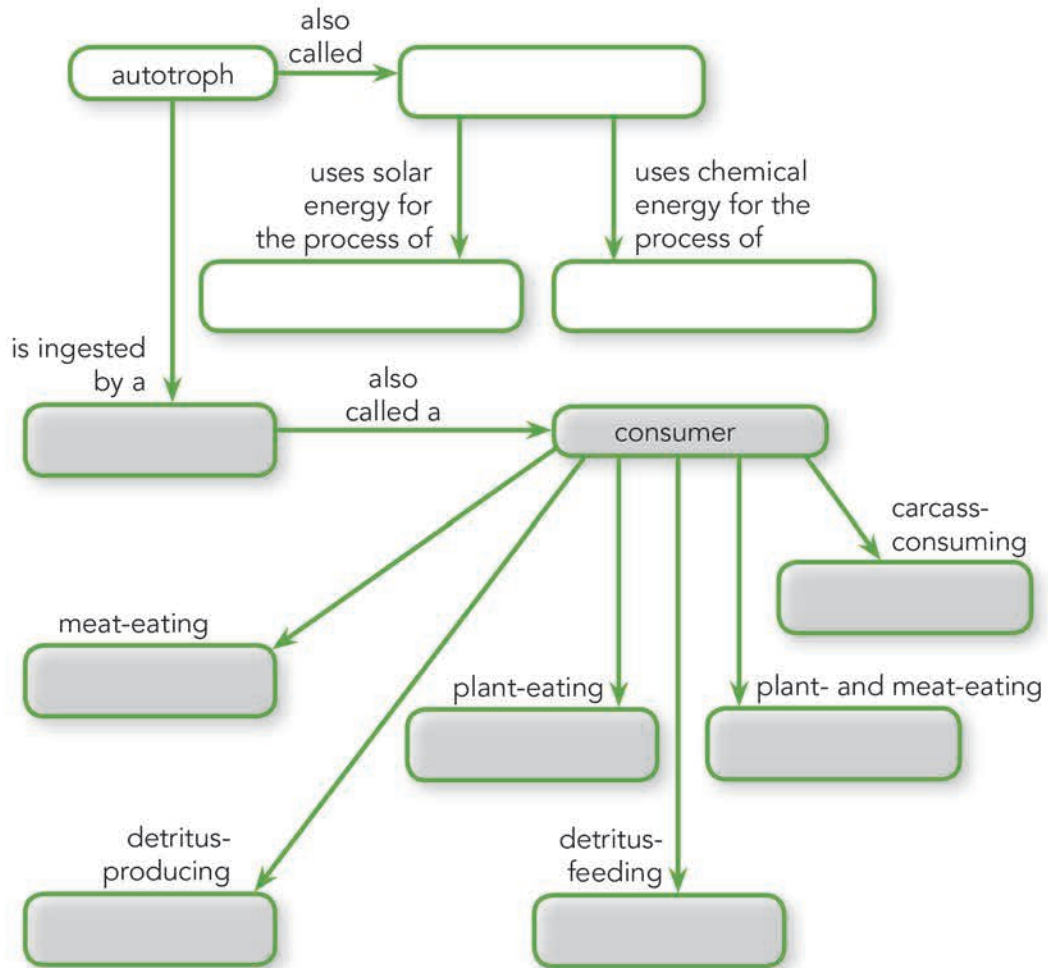 also
called
autotroph
uses solar
energy for
the process of
uses chemical
energy for the
process of
is ingested
by a
also
called a
consumer
carcass-
consuming
meat-eating
plant-eating
plant- and meat-eating
detritus-
producing
detritus-
feeding